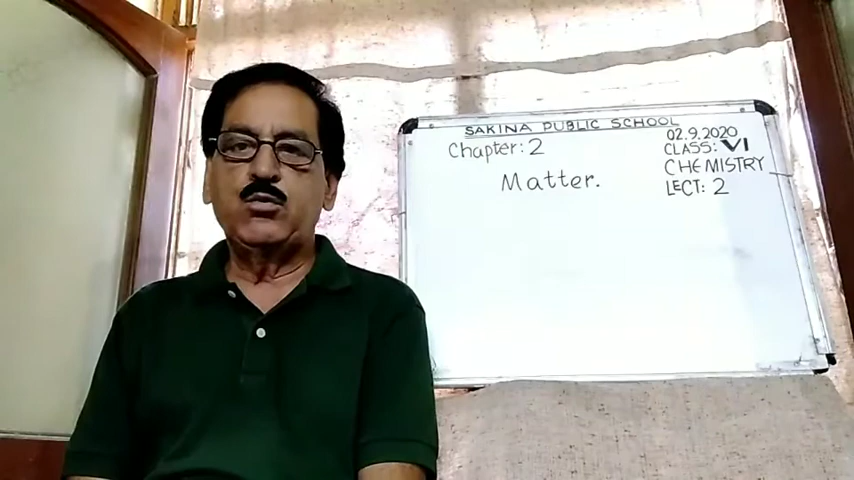 SAKINA PUBLIC SCHOOL
02.9.2020
Chapter: 2
CLASS: VI
CHEMISTRY
Matter.
LECT: 2